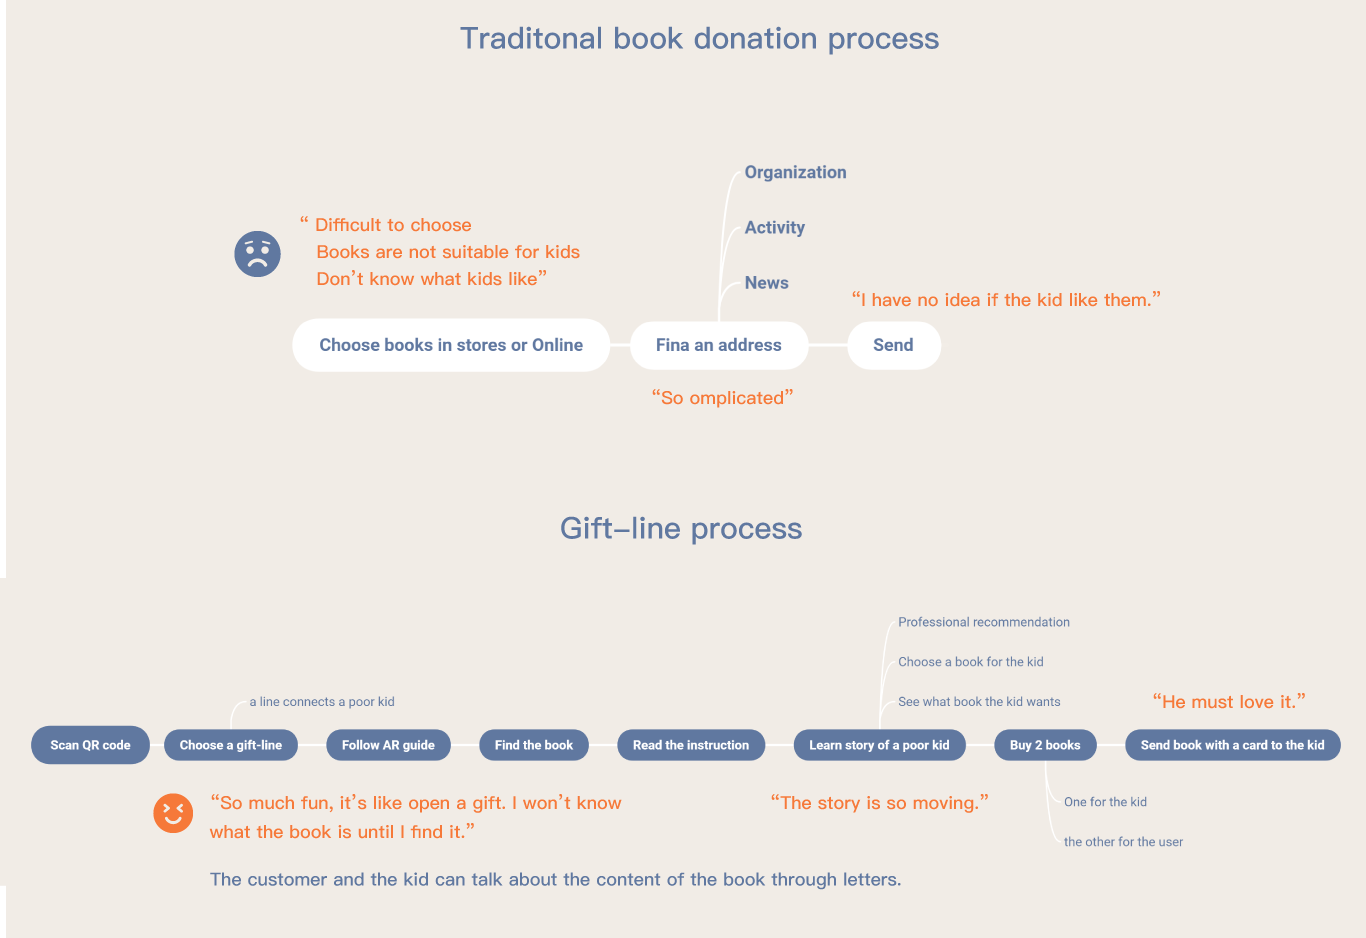 Traditonal book donation process
Organization
Activity
News
“ Difficult to choose
Books are not suitable for kids
Don’t know what kids like”
“I have no idea if the kid like them.”
Choose books in stores or Online
Fina an address
Send
“So omplicated”
Gift-line process
Professional recommendation
Choose a book for the kid
See what book the kid wants
a line connects a poor kid
“He must love it.”
Scan QR code
Choose a gift-line
Follow AR guide
Find the book
Read the instruction
Learn story of a poor kid
Buy 2 books
Send book with a card to the kid
“So much fun, it’s like open a gift. I won’t know
what the book is until I find it.”
“The story is so moving.”
One for the kid
the other for the user
The customer and the kid can talk about the content of the book through letters.